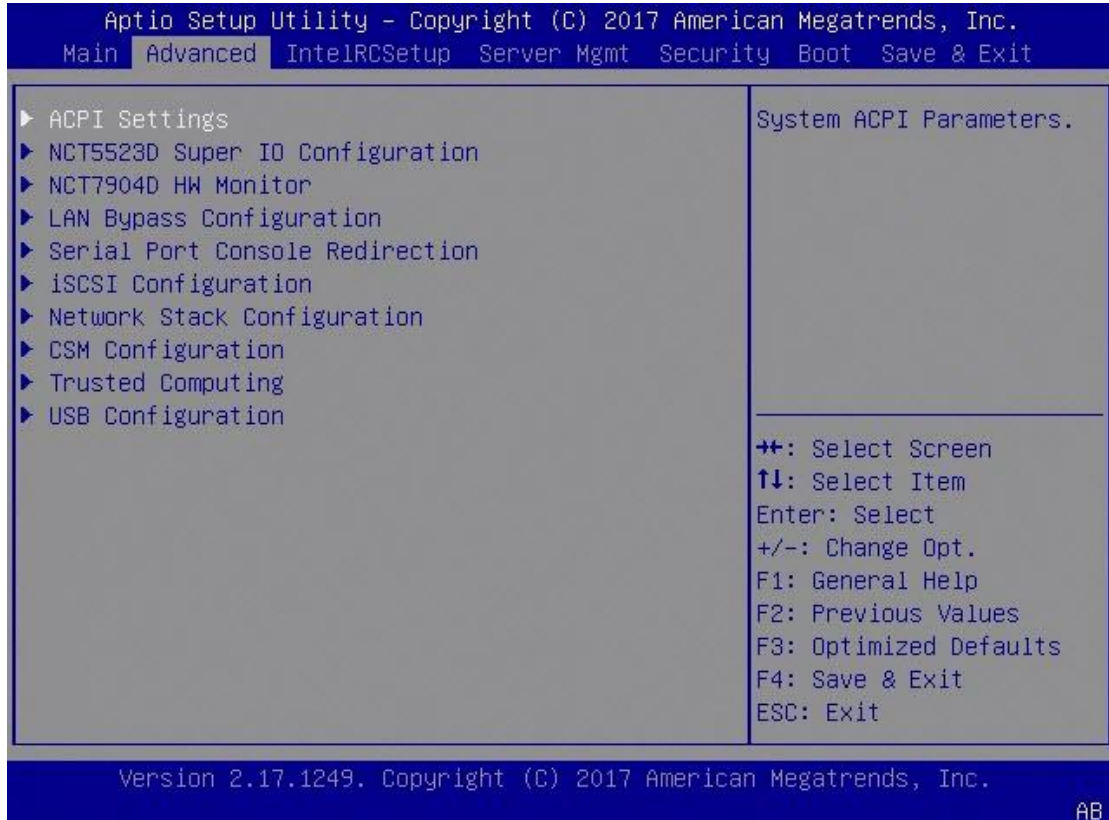 Aptio Setup Utility – Copyright (C) 2017 American Megatrends, Inc.
Main Advanced IntelRCSetup Server Mgmt Security Boot Save & Exit
▶ ACPI Settings
▶ NCT5523D Super IO Configuration
▶ NCT7904D HW Monitor
▶ LAN Bypass Configuration
▶ Serial Port Console Redirection
▶ iSCSI Configuration
▶ Network Stack Configuration
▶ CSM Configuration
▶ Trusted Computing
▶ USB Configuration
System ACPI Parameters.
→←: Select Screen
↑↓: Select Item
Enter: Select
+/-: Change Opt.
F1: General Help
F2: Previous Values
F3: Optimized Defaults
F4: Save & Exit
ESC: Exit
Version 2.17.1249. Copyright (C) 2017 American Megatrends, Inc.
AB